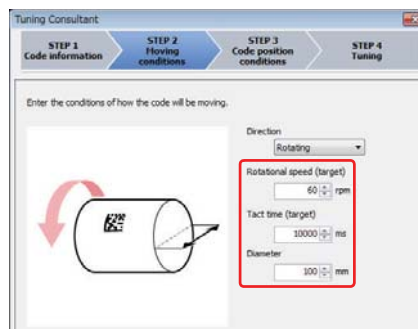 Tuning Consultant
STEP 1
Code information
STEP 2
Moving
conditions
STEP 3
Code position
conditions
STEP 4
Tuning
Enter the conditions of how the code will be moving.
Direction
Rotating
Rotational speed (target)
60 rpm
Tact time (target)
10000 ms
Diameter
100 mm